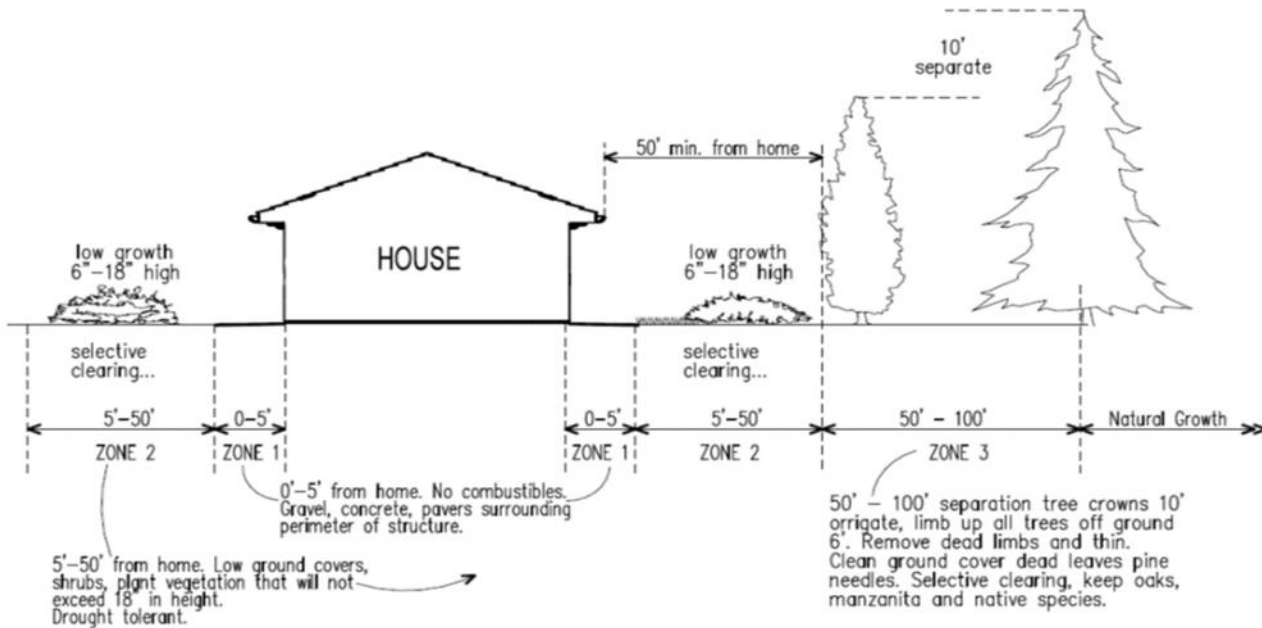 10'
separate
50' min. from home
low growth
6"-18" high
HOUSE
low growth
6"-18" high
selective
clearing...
selective
clearing...
5'-50'
0-5'
0-5'
5'-50'
50' - 100'
Natural Growth
ZONE 2
ZONE 1
ZONE 1
ZONE 2
ZONE 3
0'-5' from home. No combustibles.
Gravel, concrete, pavers surrounding
perimeter of structure.
5'-50' from home. Low ground covers,
shrubs, plant vegetation that will not
exceed 18" in height.
Drought tolerant.
50' - 100' separation tree crowns 10'
orrigate, limb up all trees off ground
6'. Remove dead limbs and thin.
Clean ground cover dead leaves pine
needles. Selective clearing, keep oaks,
manzanita and native species.